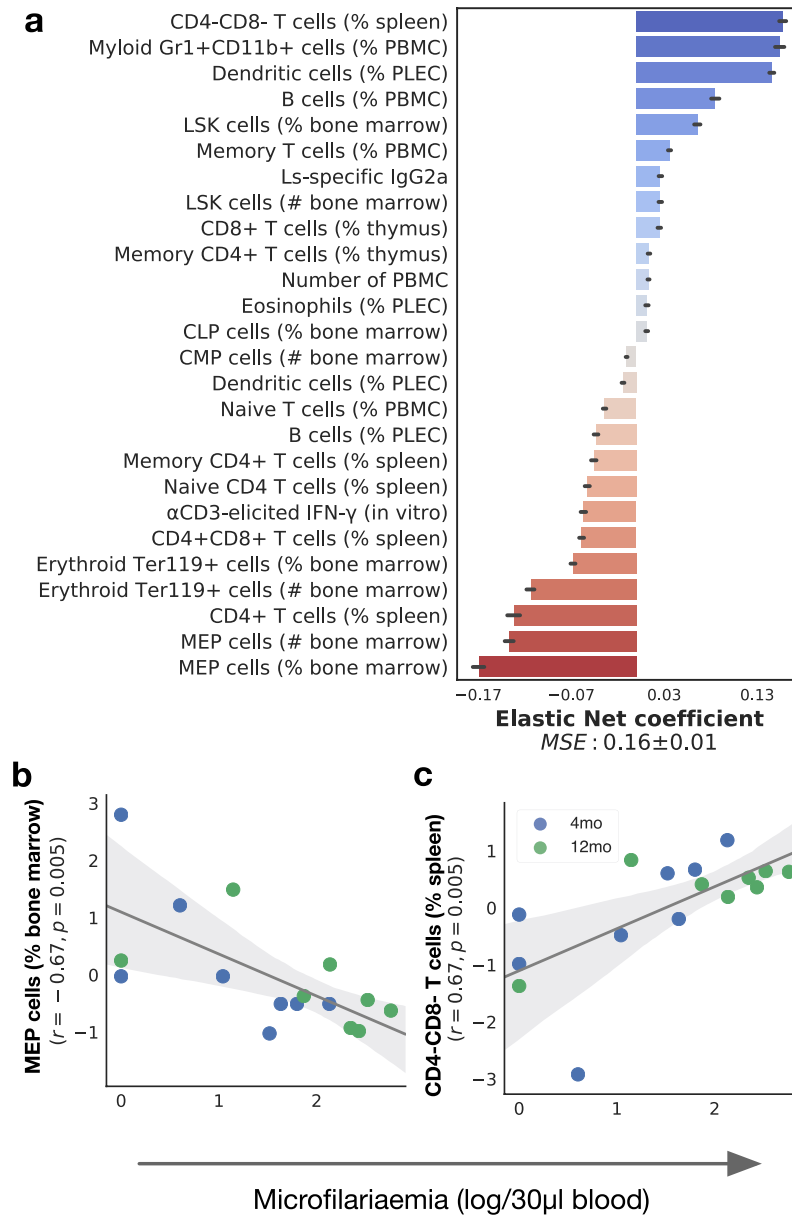 a
CD4-CD8- T cells (% spleen)
Myloid Gr1+CD11b+ cells (% PBMC)
Dendritic cells (% PLEC)
B cells (% PBMC)
LSK cells (% bone marrow)
Memory T cells (% PBMC)
Ls-specific IgG2a
LSK cells (# bone marrow)
CD8+ T cells (% thymus)
Memory CD4+ T cells (% thymus)
Number of PBMC
Eosinophils (% PLEC)
CLP cells (% bone marrow)
CMP cells (# bone marrow)
Dendritic cells (% PLEC)
Naive T cells (% PBMC)
B cells (% PLEC)
Memory CD4+ T cells (% spleen)
Naive CD4 T cells (% spleen)
αCD3-elicited IFN-γ (in vitro)
CD4+CD8+ T cells (% spleen)
Erythroid Ter119+ cells (% bone marrow)
Erythroid Ter119+ cells (# bone marrow)
CD4+ T cells (% spleen)
MEP cells (# bone marrow)
MEP cells (% bone marrow)
−0.17 −0.07 0.03 0.13
Elastic Net coefficient
MSE : 0.16±0.01
b
MEP cells (% bone marrow)
(r = − 0.67, p = 0.005)
3
2
1
0
−1
0 1 2
c
CD4-CD8- T cells (% spleen)
(r = 0.67, p = 0.005)
4mo
12mo
1
0
−1
−2
−3
0 1 2
Microfilariaemia (log/30µl blood)